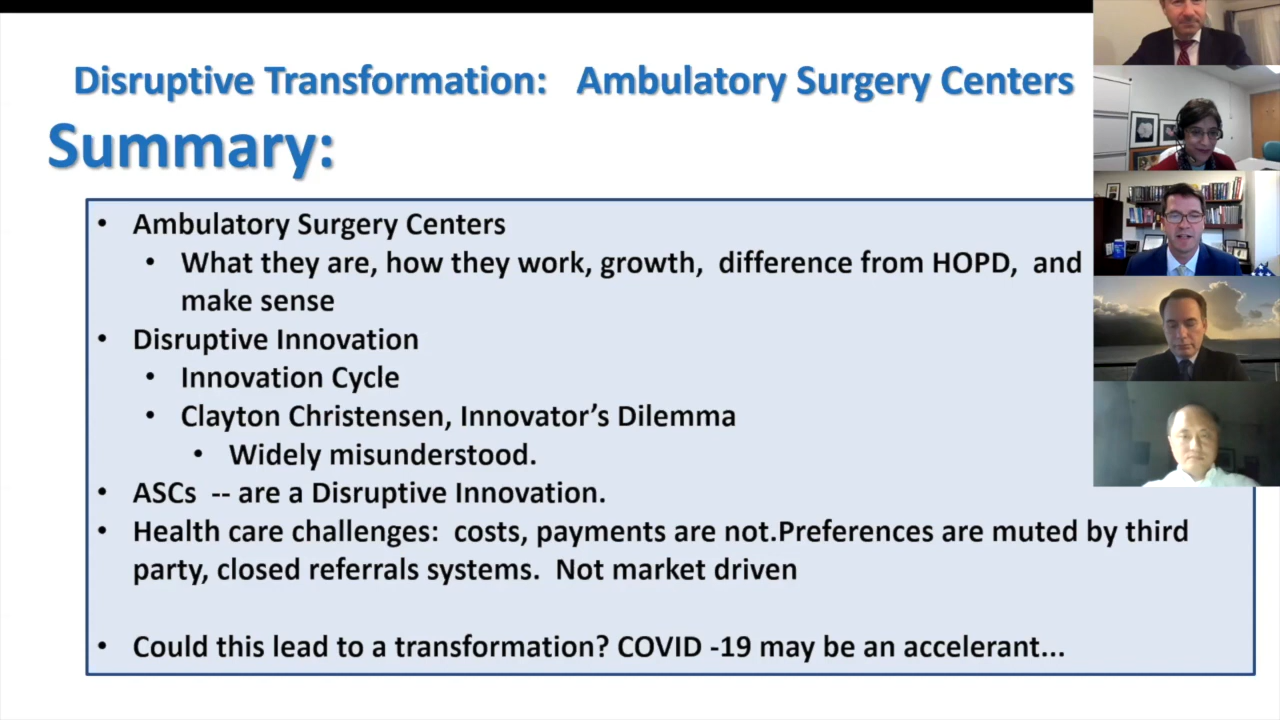 Disruptive Transformation: Ambulatory Surgery Centers
Summary:
• Ambulatory Surgery Centers
• What they are, how they work, growth, difference from HOPD, and
make sense
• Disruptive Innovation
• Innovation Cycle
• Clayton Christensen, Innovator’s Dilemma
• Widely misunderstood.
• ASCs -- are a Disruptive Innovation.
• Health care challenges: costs, payments are not.Preferences are muted by third
party, closed referrals systems. Not market driven
• Could this lead to a transformation? COVID -19 may be an accelerant...